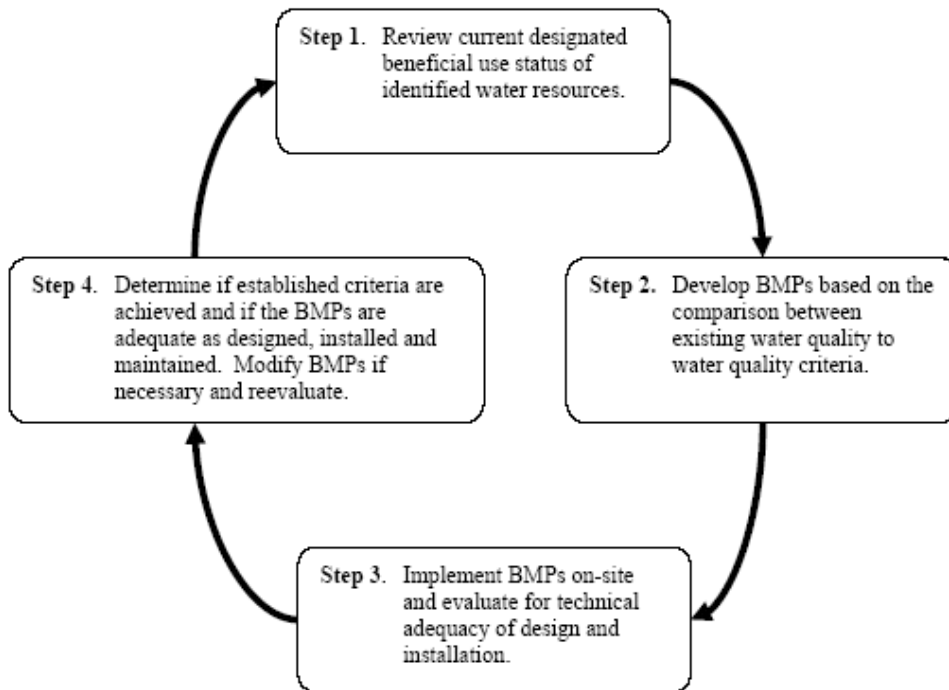 Step 1. Review current designated
beneficial use status of
identified water resources.
Step 2. Develop BMPs based on the
comparison between
existing water quality to
water quality criteria.
Step 3. Implement BMPs on-site
and evaluate for technical
adequacy of design and
installation.
Step 4. Determine if established criteria are
achieved and if the BMPs are
adequate as designed, installed and
maintained. Modify BMPs if
necessary and reevaluate.